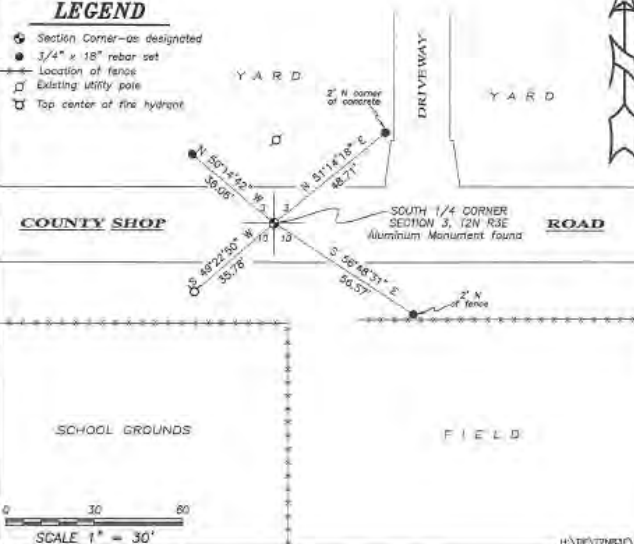 LEGEND
Section Corner-as designated
3/4" x 18" rebar set
Location of fence
Existing utility pole
Top center of fire hydrant
YARD
2' N corner
of concrete
DRIVEWAY
YARD
N 50°14'42" W
36.06'
N 51°14'18" E
48.71'
3 3
10 10
COUNTY SHOP
SOUTH 1/4 CORNER
SECTION 3, T2N R3E
Aluminum Monument found
ROAD
S 49°22'50" W
35.78'
S 56°48'31" E
56.57'
2' N
of fence
SCHOOL GROUNDS
FIELD
0 30 60
SCALE 1" = 30'